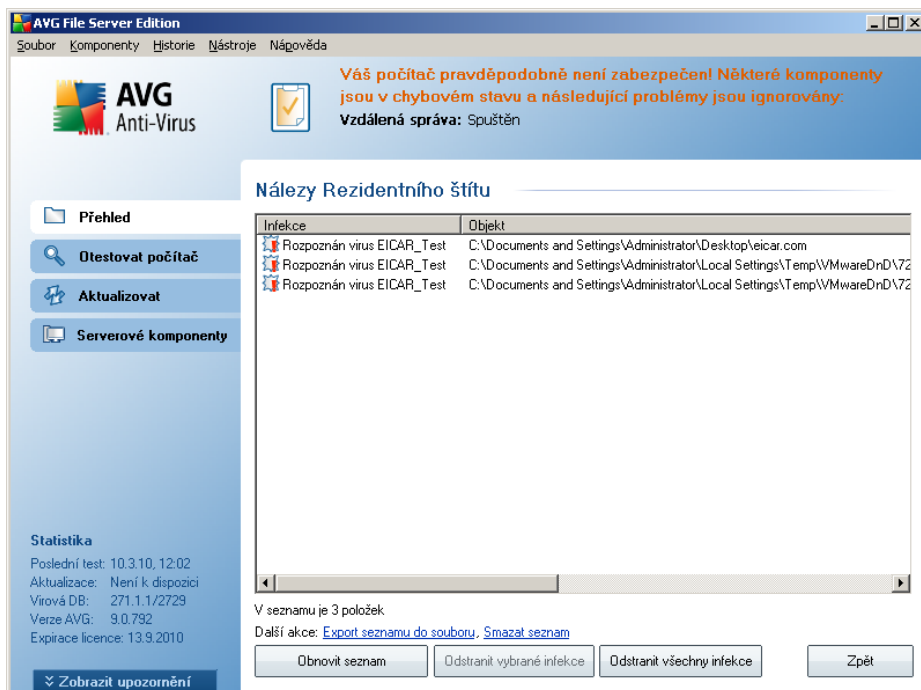 AVG File Server Edition
Soubor Komponenty Historie Nástroje Nápověda
AVG
Anti-Virus
Váš počítač pravděpodobně není zabezpečen! Některé komponenty
jsou v chybovém stavu a následující problémy jsou ignorovány:
Vzdálená správa: Spuštěn
Přehled
Otestovat počítač
Aktualizovat
Serverové komponenty
Statistika
Poslední test: 10.3.10, 12:02
Aktualizace: Není k dispozici
Virová DB: 271.1.1/2729
Verze AVG: 9.0.792
Expirace licence: 13.9.2010
Zobrazit upozornění
Nálezy Rezidentního štítu
Infekce Objekt
Rozpoznán virus EICAR_Test C:\Documents and Settings\Administrator\Desktop\eicar.com
Rozpoznán virus EICAR_Test C:\Documents and Settings\Administrator\Local Settings\Temp\VMwareDnD\72
Rozpoznán virus EICAR_Test C:\Documents and Settings\Administrator\Local Settings\Temp\VMwareDnD\72
V seznamu je 3 položek
Další akce: Export seznamu do souboru, Smazat seznam
Obnovit seznam Odstranit vybrané infekce Odstranit všechny infekce Zpět